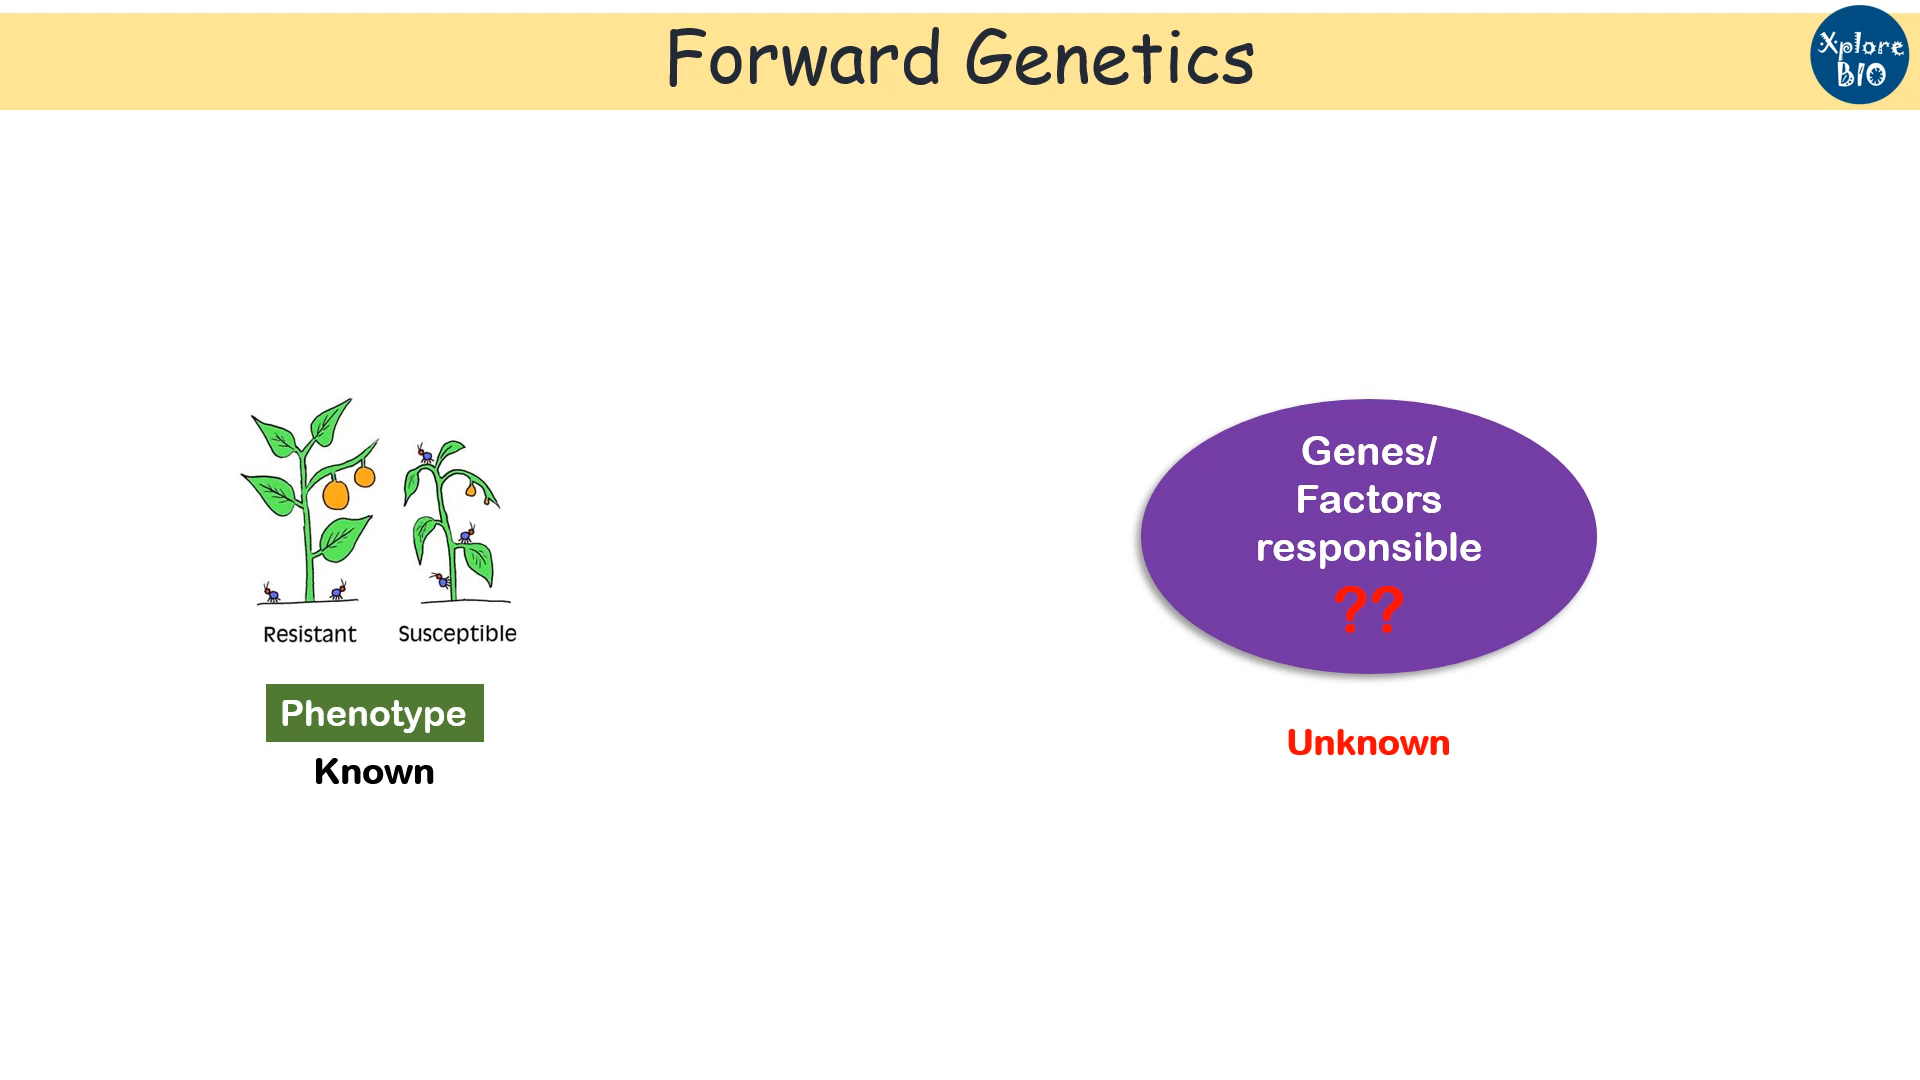 Forward Genetics
Xplore
BIO
Resistant
Susceptible
Phenotype
Known
Genes/
Factors
responsible
??
Unknown